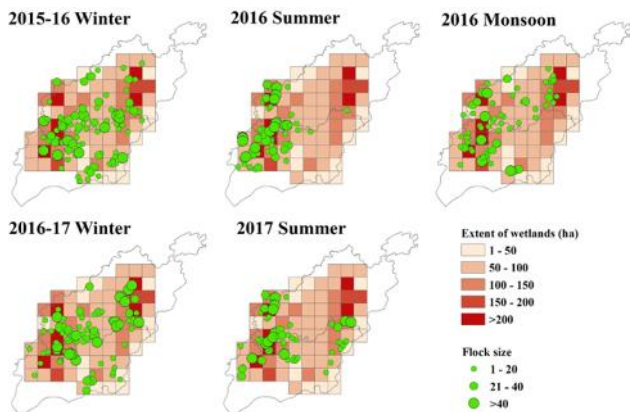 2015-16 Winter
2016 Summer
2016 Monsoon
2016-17 Winter
2017 Summer
Extent of wetlands (ha)
1 - 50
50 - 100
100 - 150
150 - 200
>200
Flock size
1 - 20
21 - 40
>40